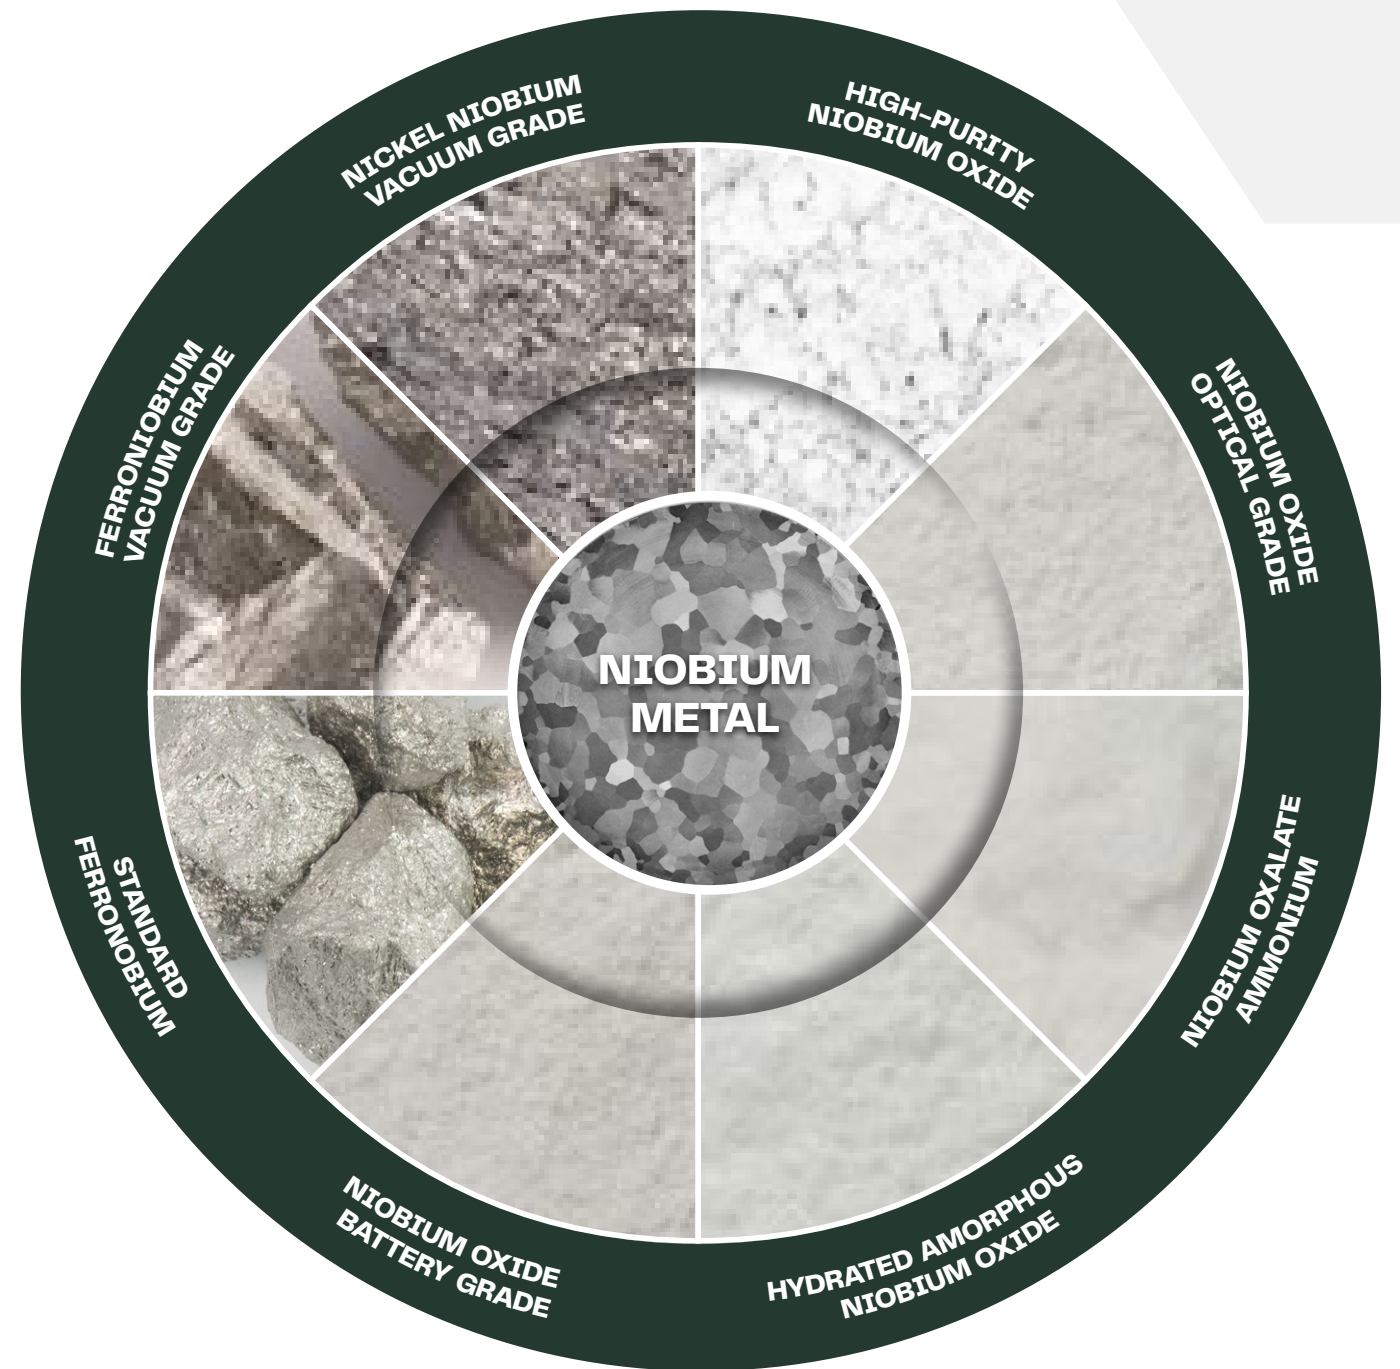 NICKEL NIOBIUM
VACUUM GRADE
HIGH-PURITY
NIOBIUM OXIDE
NIOBIUM OXIDE
OPTICAL GRADE
NIOBIUM OXALATE
AMMONIUM
HYDRATED AMORPHOUS
NIOBIUM OXIDE
NIOBIUM OXIDE
BATTERY GRADE
STANDARD
FERRONOBIUM
FERRONIOBIUM
VACUUM GRADE
NIOBIUM
METAL